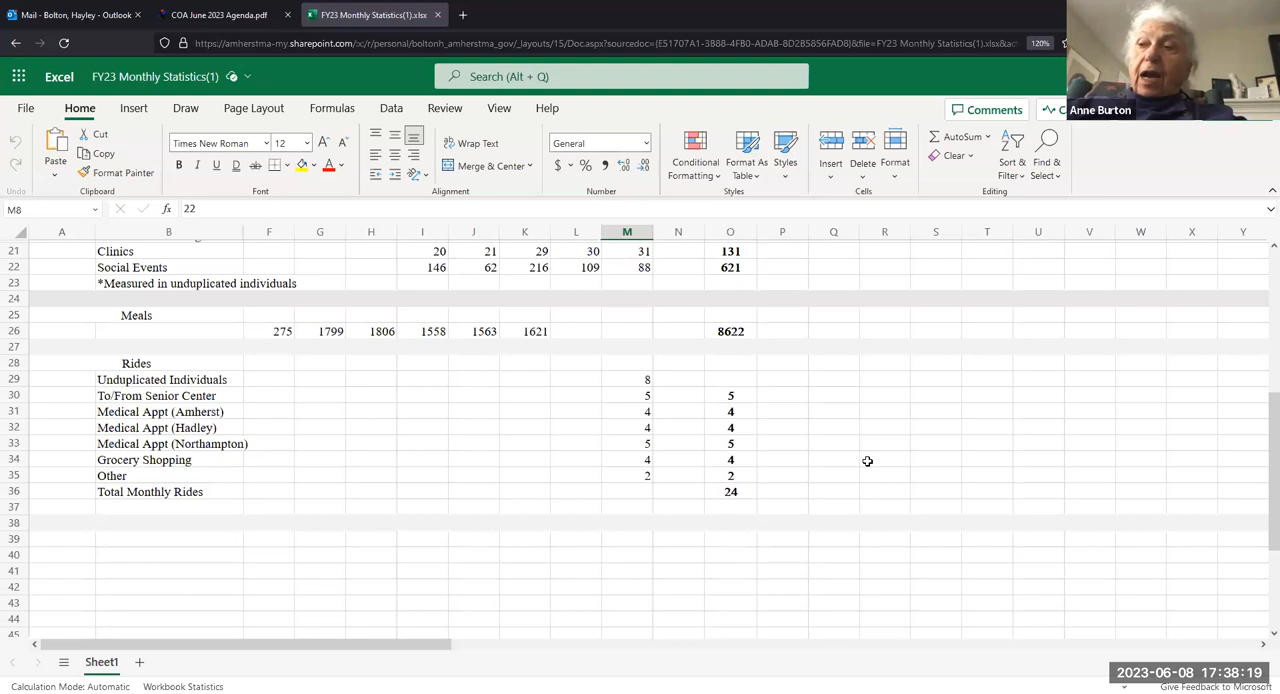 Mail - Bolton, Hayley - Outlook
COA June 2023 Agenda.pdf
FY23 Monthly Statistics(1).xlsx
https://amherstma-my.sharepoint.com/x/r/personal/boltonh_amherstma_gov/_layouts/15/Doc.aspx?sourcedoc={E51707A1-3B88-4FB0-ADAB-8D2B5856FAD8}&file=FY23 Monthly Statistics(1).xlsx&ac
120%
Excel
FY23 Monthly Statistics(1)
Search (Alt + Q)
Anne Burton
File Home Insert Draw Page Layout Formulas Data Review View Help
Comments
Undo
Paste
Cut
Copy
Format Painter
Clipboard
Times New Roman 12
B I U D ab
Font
Wrap Text
Merge & Center
Alignment
General
$ % 9
Number
Conditional Formatting
Format As Table
Styles
Styles
Insert
Delete
Format
Cells
AutoSum
Clear
Sort & Filter
Find & Select
Editing
M8 fx 22
A B F G H I J K L M N O P Q R S T U V W X Y
21 Clinics 20 21 29 30 31 131
22 Social Events 146 62 216 109 88 621
23 *Measured in unduplicated individuals
24
25 Meals
26 275 1799 1806 1558 1563 1621 8622
27
28 Rides
29 Unduplicated Individuals 8
30 To/From Senior Center 5 5
31 Medical Appt (Amherst) 4 4
32 Medical Appt (Hadley) 4 4
33 Medical Appt (Northampton) 5 5
34 Grocery Shopping 4 4
35 Other 2 2
36 Total Monthly Rides 24
37
38
39
40
41
42
43
44
45
Sheet1
2023-06-08 17:38:19
Calculation Mode: Automatic Workbook Statistics
Give Feedback to Microsoft